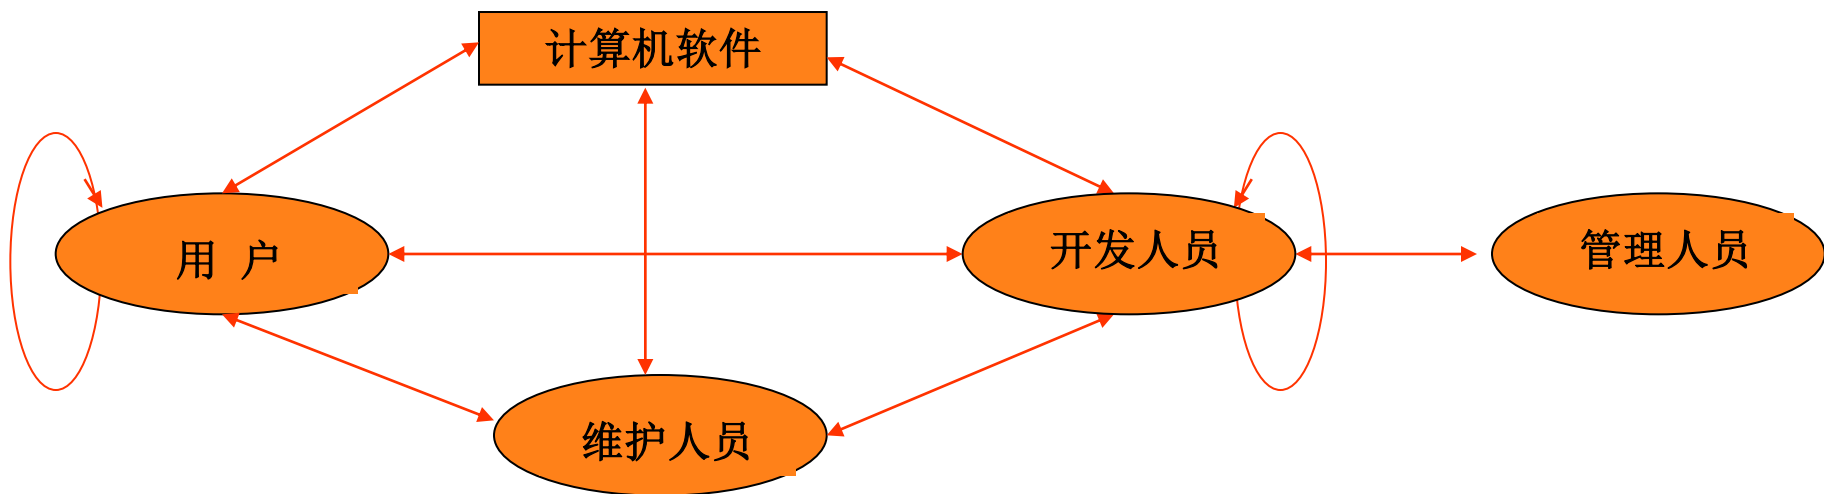 计算机软件
用 户
开发人员
管理人员
维护人员